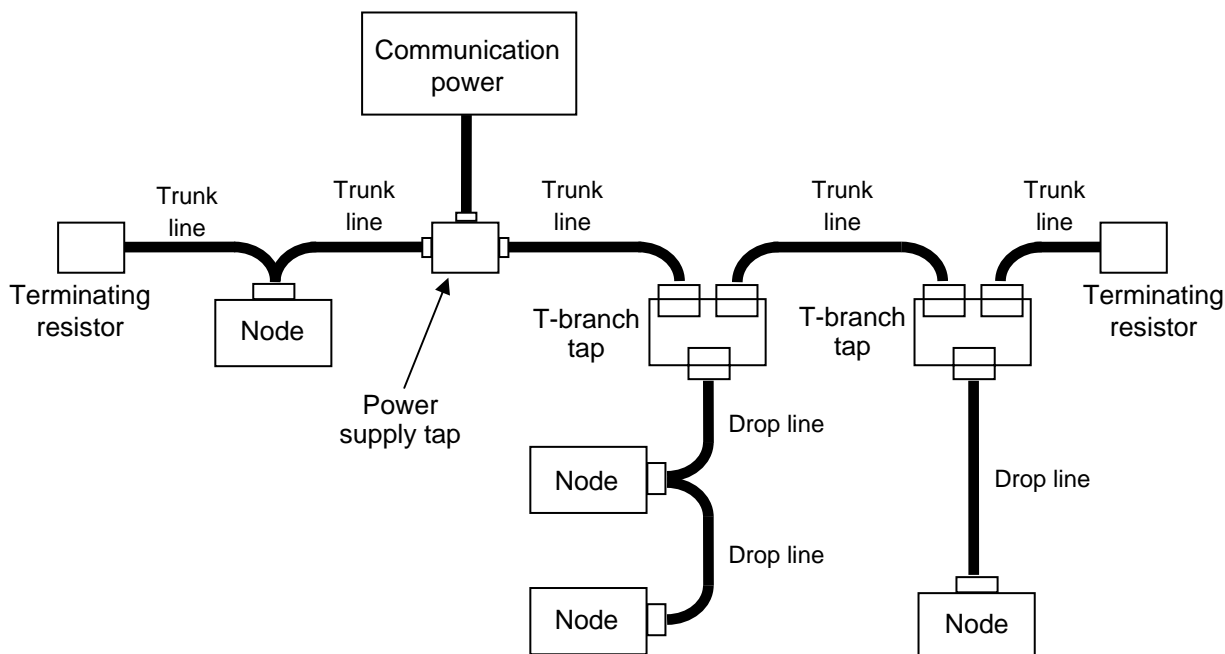 Communication
power
Trunk
line
Trunk
line
Trunk
line
Trunk
line
Trunk
line
Terminating
resistor
Node
T-branch
tap
T-branch
tap
Terminating
resistor
Power
supply tap
Drop line
Node
Drop line
Drop line
Node
Node